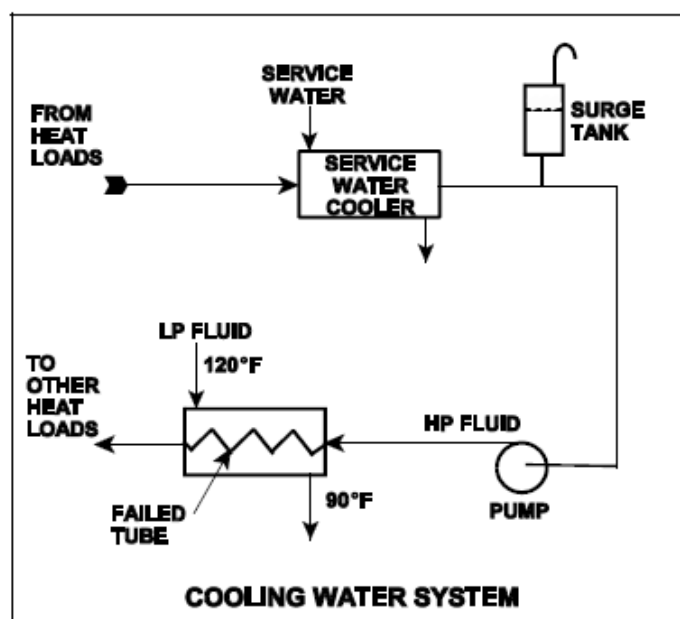 SERVICE
WATER
FROM
HEAT
LOADS
SURGE
TANK
SERVICE
WATER
COOLER
LP FLUID
120°F
TO
OTHER
HEAT
LOADS
HP FLUID
90°F
FAILED
TUBE
PUMP
COOLING WATER SYSTEM